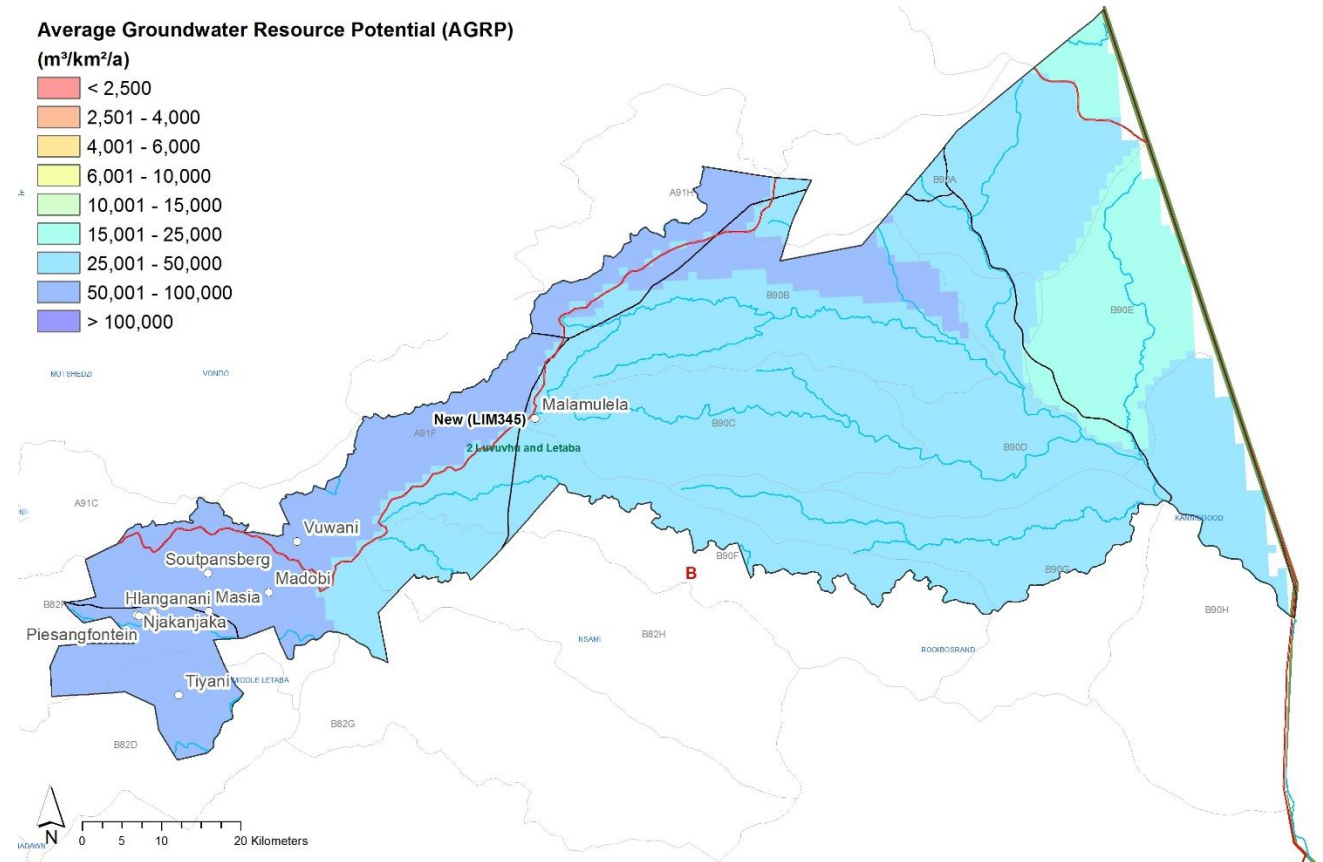 Average Groundwater Resource Potential (AGRP)
(m³/km²/a)
< 2,500
2,501 - 4,000
4,001 - 6,000
6,001 - 10,000
10,001 - 15,000
15,001 - 25,000
25,001 - 50,000
50,001 - 100,000
> 100,000
A91H
B90A
B90B
B90E
MUTSHEDZI
VONDO
Malamulela
New (LIM345)
A91F
B90C
B90D
2 Luvuvhu and Letaba
A91C
KANNIEDOOD
Vuwani
Soutpansberg
B90F
B
B90G
Madobi
Hlanganani
Masia
B90H
Njakanjaka
Piesangfontein
NSAMI
B82H
ROOIBOSRAND
Tiyani
MIDDLE LETABA
B82G
B82D
N
0 5 10 20 Kilometers